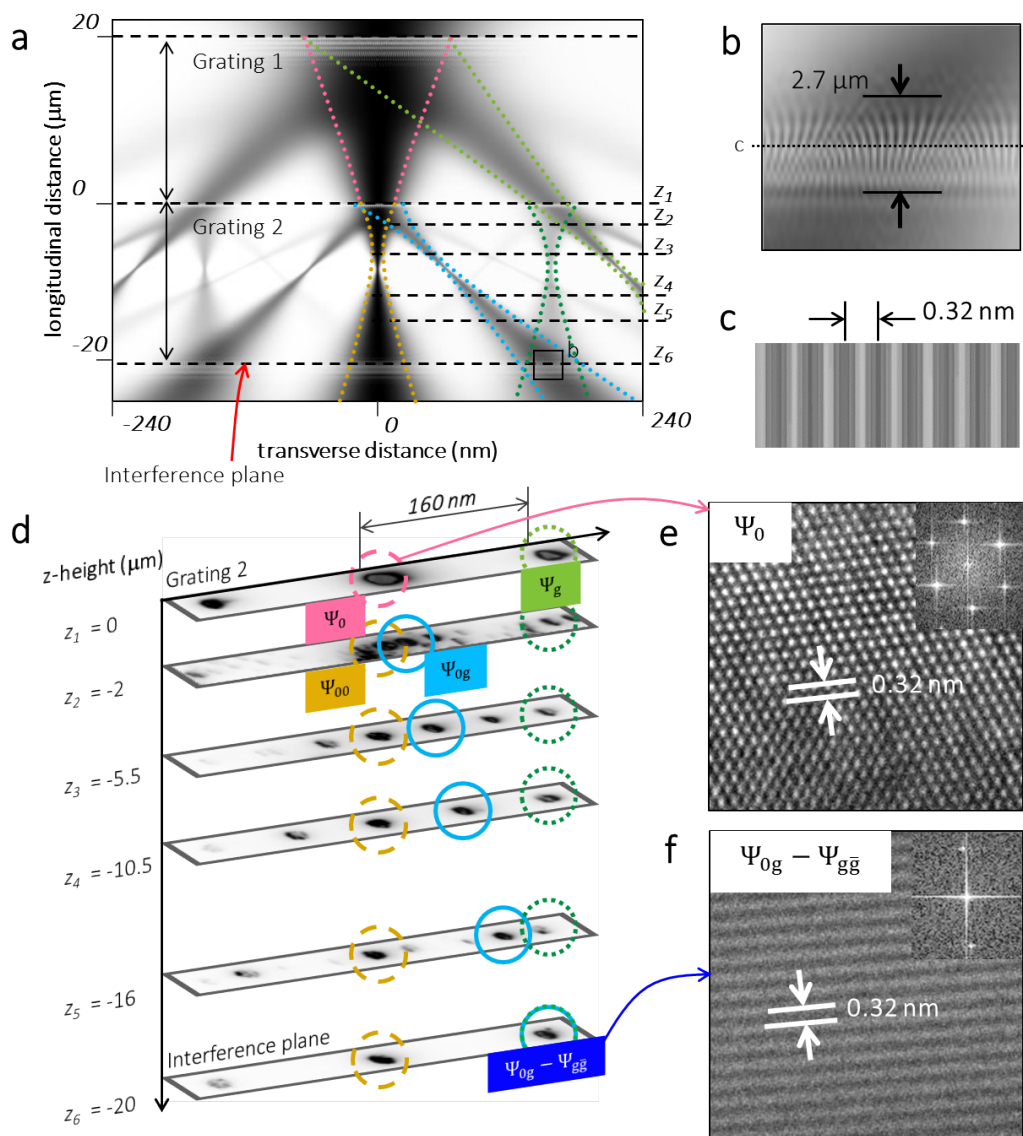 a
20
Grating 1
longitudinal distance (μm)
0
Grating 2
-20
z1
z2
z3
z4
z5
z6
b
-240
0
240
transverse distance (nm)
Interference plane
b
2.7 μm
c
c
0.32 nm
d
160 nm
z-height (μm)
Grating 2
Ψ0
Ψg
z1 = 0
Ψ00
Ψ0g
z2 = -2
z3 = -5.5
z4 = -10.5
z5 = -16
Interference plane
Ψ0g − Ψgḡ
z6 = -20
e
Ψ0
0.32 nm
f
Ψ0g − Ψgḡ
0.32 nm